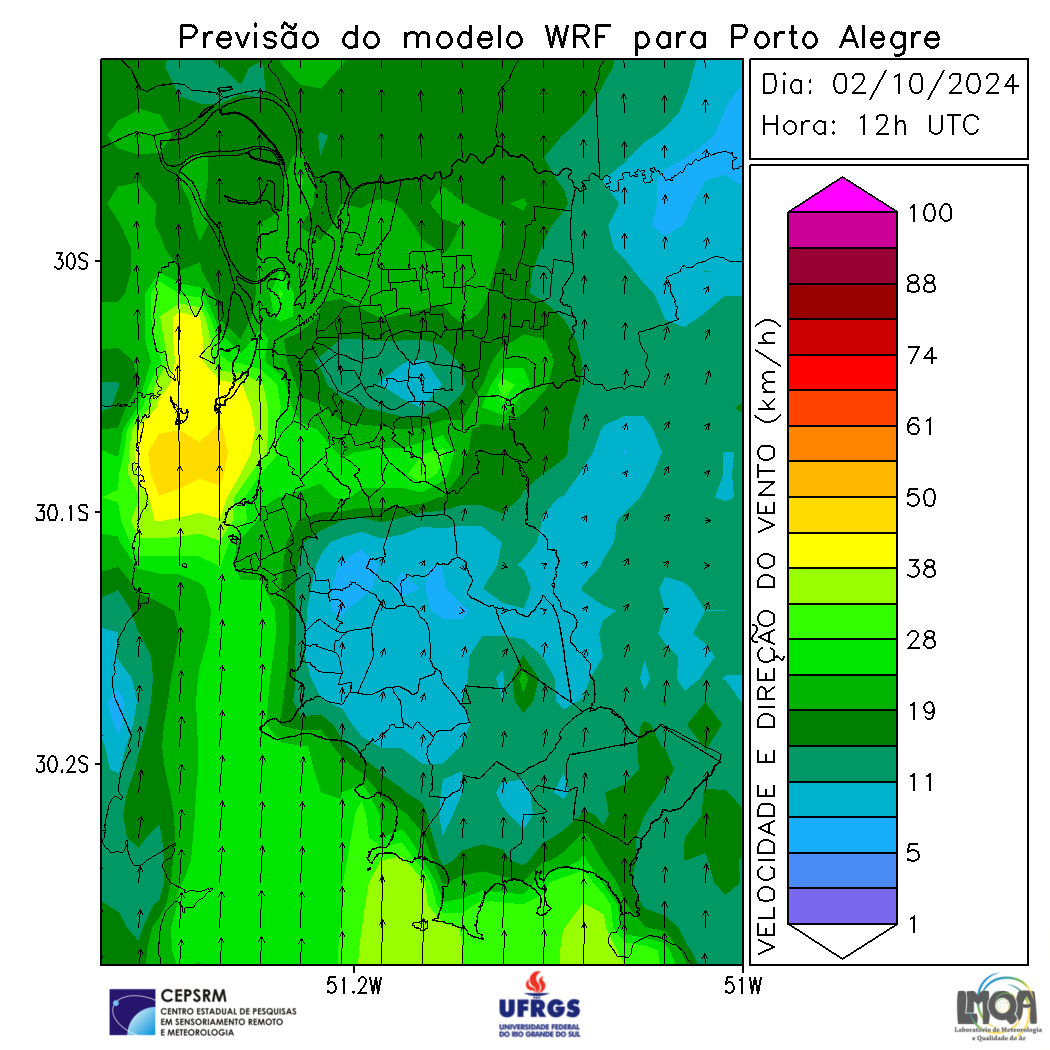 Previsão do modelo WRF para Porto Alegre
Dia: 02/10/2024
Hora: 12h UTC
30S
30.1S
30.2S
51.2W
51W
VELOCIDADE E DIREÇÃO DO VENTO (km/h)
100
88
74
61
50
38
28
19
11
5
1
CEPSRM
CENTRO ESTADUAL DE PESQUISAS
EM SENSORIAMENTO REMOTO
E METEOROLOGIA
UFRGS
UNIVERSIDADE FEDERAL
DO RIO GRANDE DO SUL
LMQA
Laboratório de Meteorologia
e Qualidade do Ar